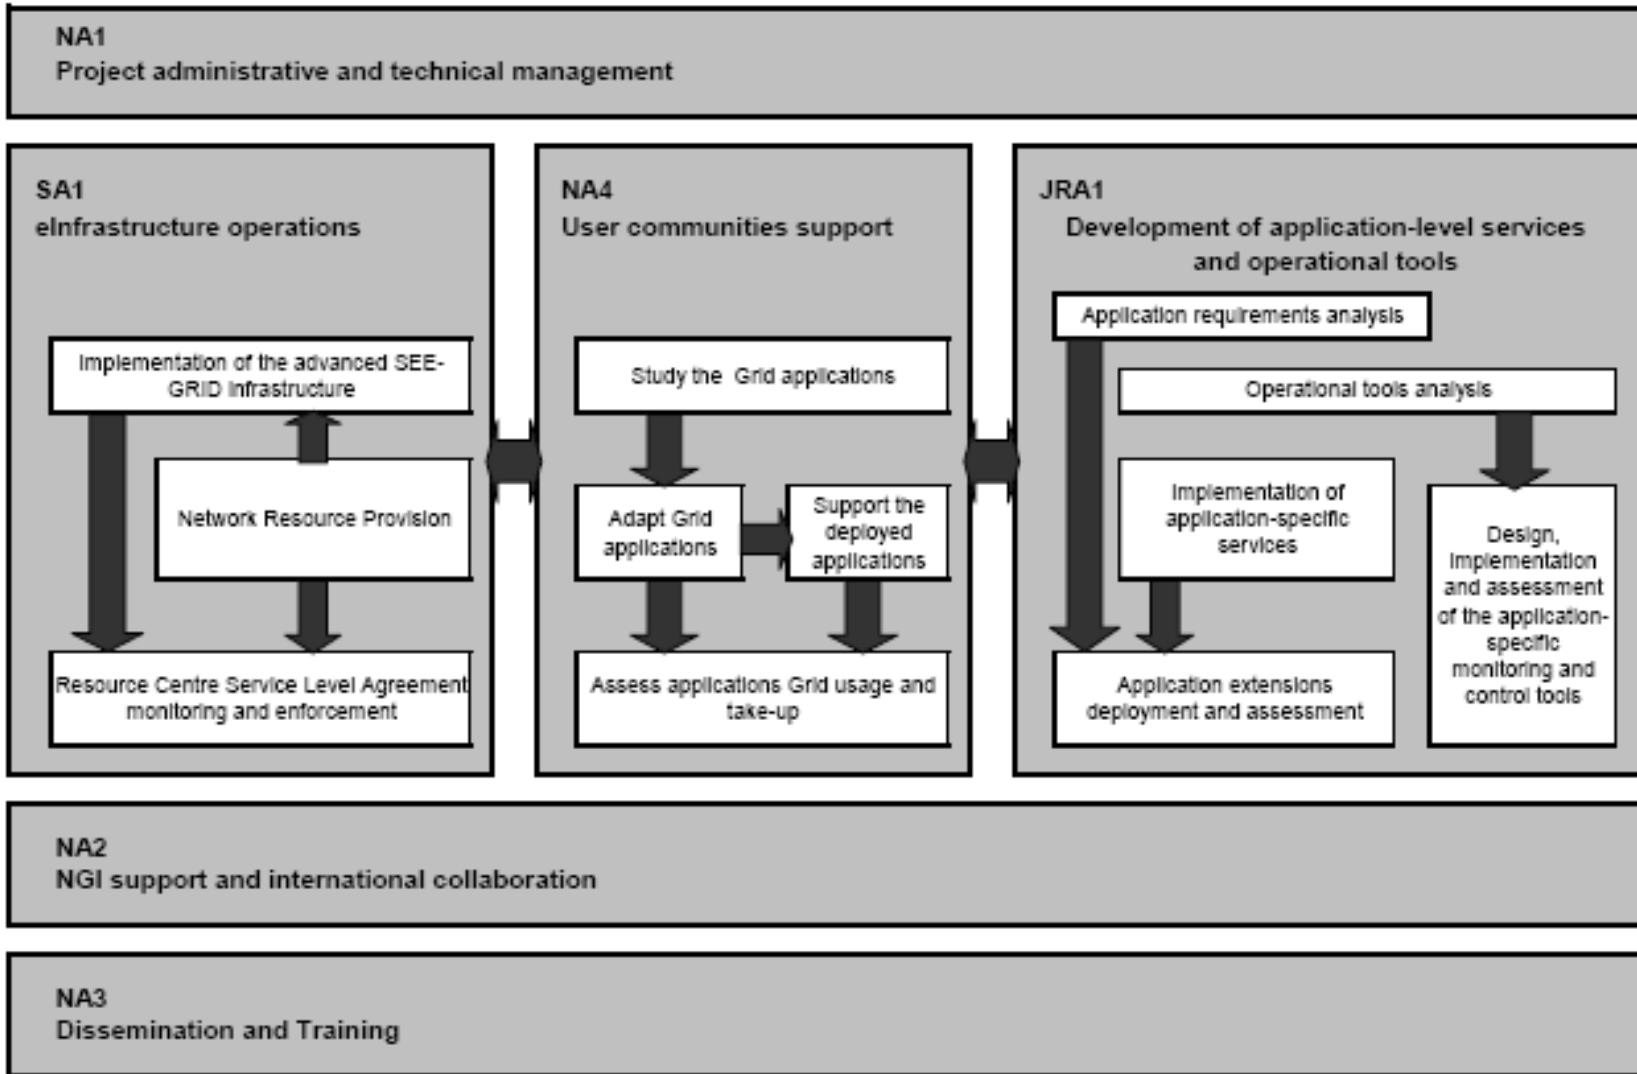 NA1
Project administrative and technical management
SA1
eInfrastructure operations
Implementation of the advanced SEE-
GRID Infrastructure
Network Resource Provision
Resource Centre Service Level Agreement
monitoring and enforcement
NA4
User communities support
Study the Grid applications
Adapt Grid
applications
Support the
deployed
applications
Assess applications Grid usage and
take-up
JRA1
Development of application-level services
and operational tools
Application requirements analysis
Operational tools analysis
Implementation of
application-specific
services
Design,
implementation
and assessment
of the application-
specific
monitoring and
control tools
Application extensions
deployment and assessment
NA2
NGI support and international collaboration
NA3
Dissemination and Training